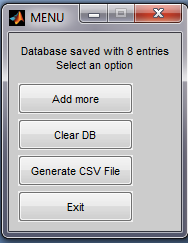 MENU
Database saved with 8 entries
Select an option
Add more
Clear DB
Generate CSV File
Exit